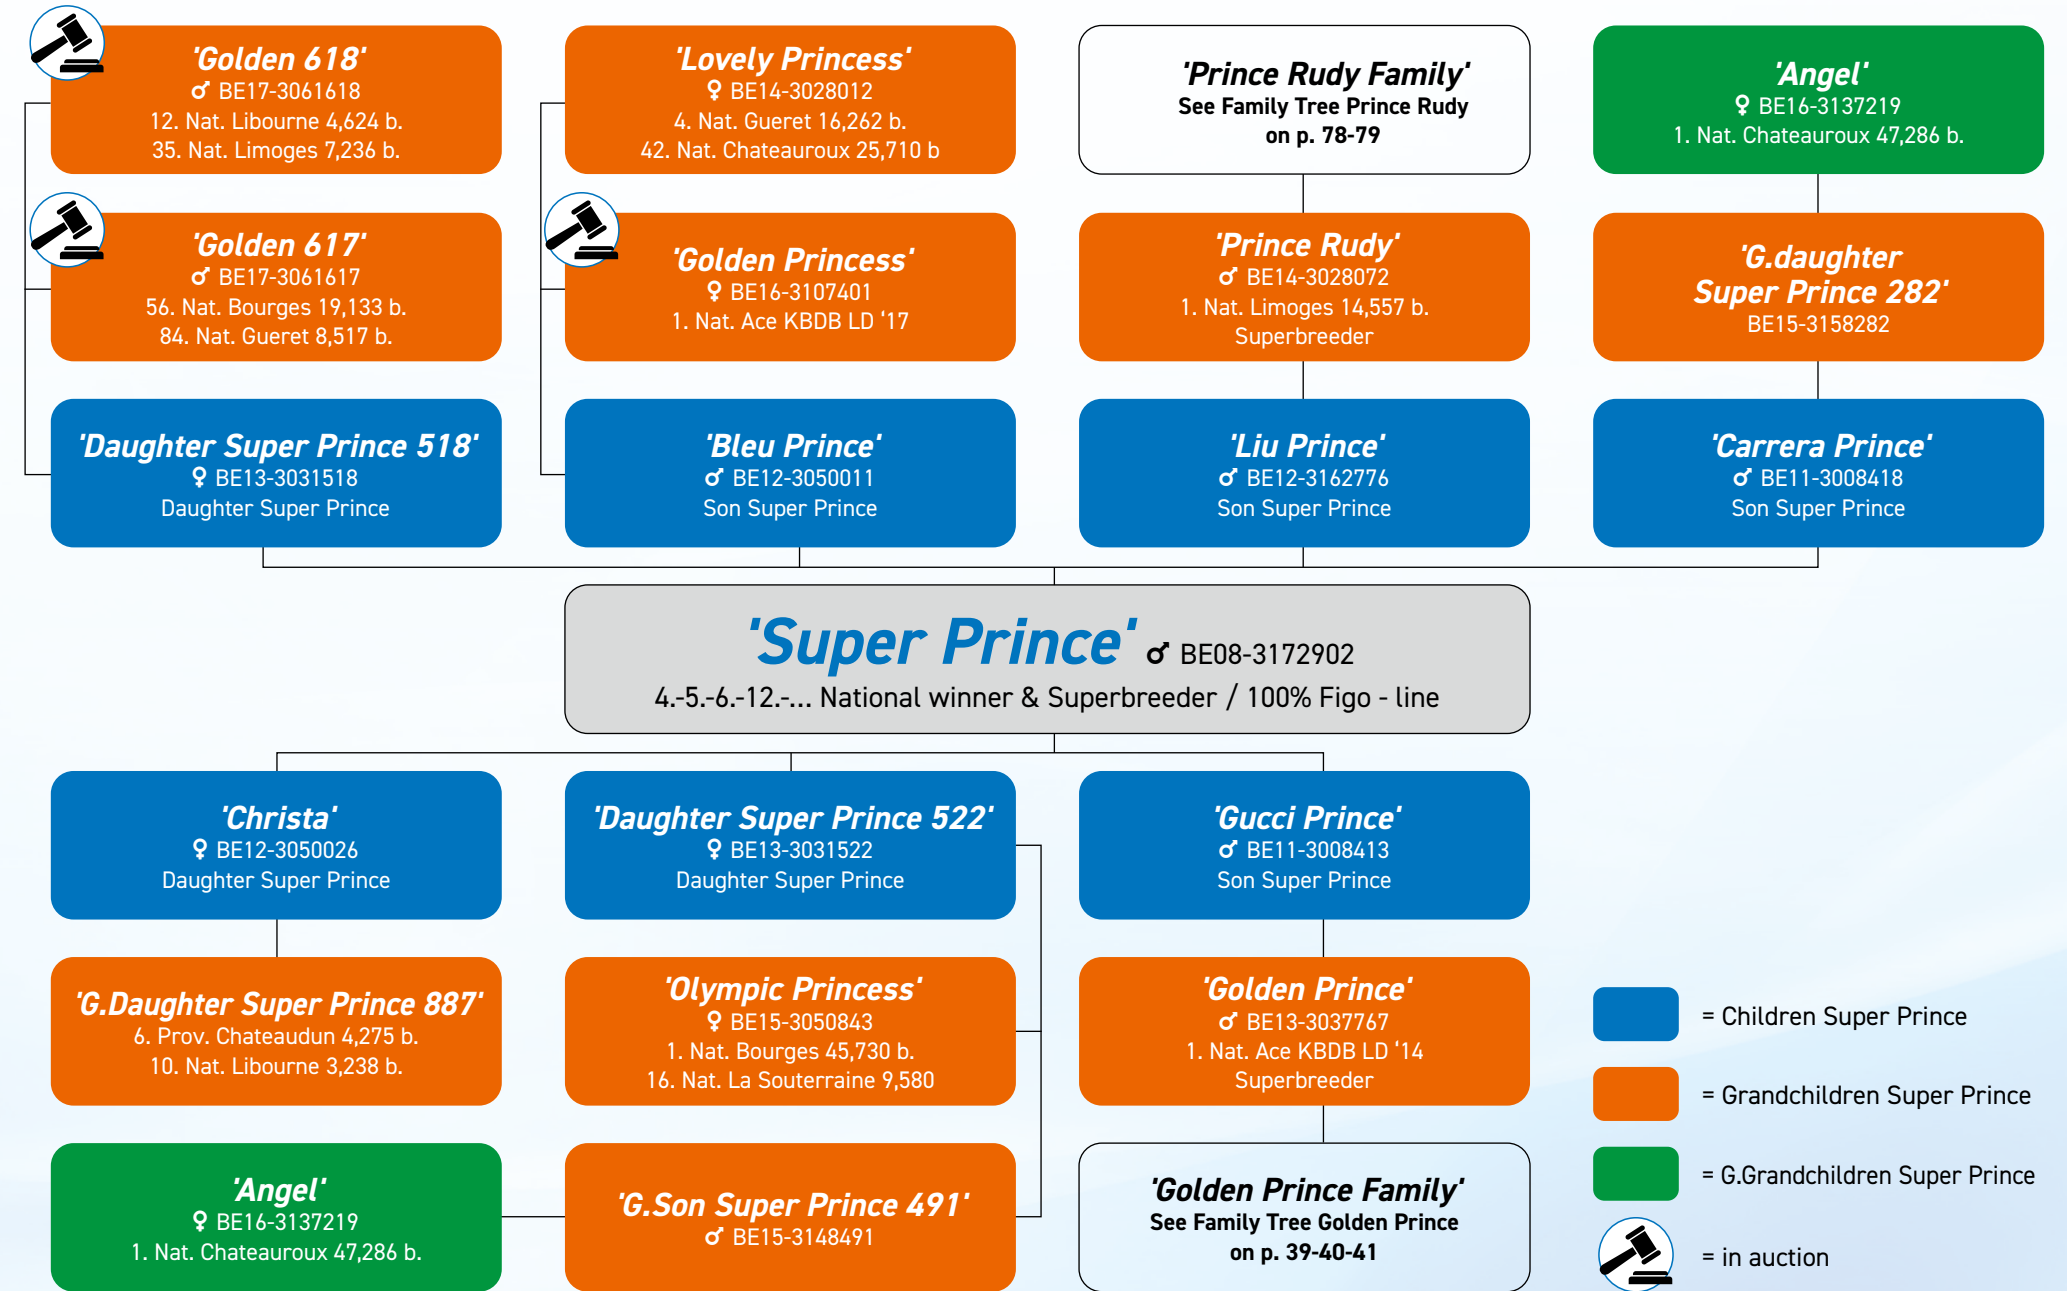 'Golden 618'
♂ BE17-3061618
12. Nat. Libourne 4,624 b.
35. Nat. Limoges 7,236 b.
'Lovely Princess'
♀ BE14-3028012
4. Nat. Gueret 16,262 b.
42. Nat. Chateauroux 25,710 b
'Prince Rudy Family'
See Family Tree Prince Rudy
on p. 78-79
'Angel'
♀ BE16-3137219
1. Nat. Chateauroux 47,286 b.
'Golden 617'
♂ BE17-3061617
56. Nat. Bourges 19,133 b.
84. Nat. Gueret 8,517 b.
'Golden Princess'
♀ BE16-3107401
1. Nat. Ace KBDB LD ‘17
'Prince Rudy'
♂ BE14-3028072
1. Nat. Limoges 14,557 b.
Superbreeder
'G.daughter
Super Prince 282'
BE15-3158282
'Daughter Super Prince 518'
♀ BE13-3031518
Daughter Super Prince
'Bleu Prince'
♂ BE12-3050011
Son Super Prince
'Liu Prince'
♂ BE12-3162776
Son Super Prince
'Carrera Prince'
♂ BE11-3008418
Son Super Prince
'Super Prince' ♂ BE08-3172902
4.-5.-6.-12.-... National winner & Superbreeder / 100% Figo - line
'Christa'
♀ BE12-3050026
Daughter Super Prince
'Daughter Super Prince 522'
♀ BE13-3031522
Daughter Super Prince
'Gucci Prince'
♂ BE11-3008413
Son Super Prince
'G.Daughter Super Prince 887'
6. Prov. Chateaudun 4,275 b.
10. Nat. Libourne 3,238 b.
'Olympic Princess'
♀ BE15-3050843
1. Nat. Bourges 45,730 b.
16. Nat. La Souterraine 9,580
'Golden Prince'
♂ BE13-3037767
1. Nat. Ace KBDB LD ‘14
Superbreeder
'Angel'
♀ BE16-3137219
1. Nat. Chateauroux 47,286 b.
'G.Son Super Prince 491'
♂ BE15-3148491
'Golden Prince Family'
See Family Tree Golden Prince
on p. 39-40-41
= Children Super Prince
= Grandchildren Super Prince
= G.Grandchildren Super Prince
= in auction